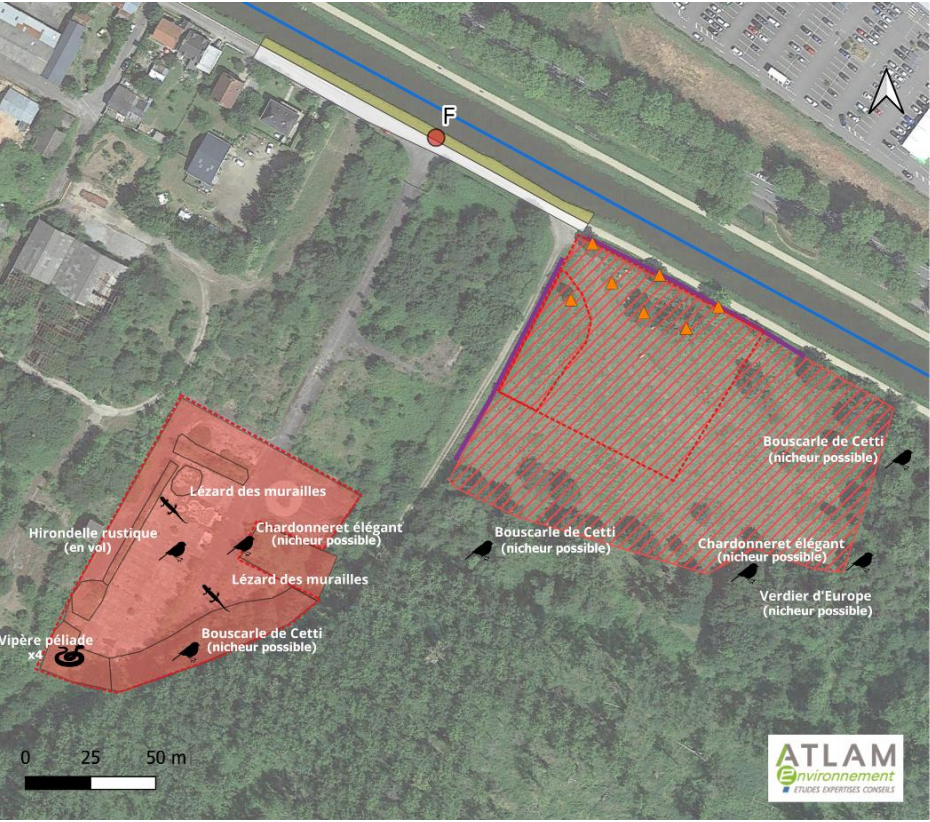 F
Bouscarle de Cetti
(nicheur possible)
Lézard des murailles
Hirondelle rustique
(en vol)
Chardonneret élégant
(nicheur possible)
Bouscarle de Cetti
(nicheur possible)
Chardonneret élégant
(nicheur possible)
Lézard des murailles
Verdier d'Europe
(nicheur possible)
Bouscarle de Cetti
(nicheur possible)
Vipère péliade
x4
0 25 50 m
ATLAM
Environnement
ETUDES EXPERTISES CONSEILS